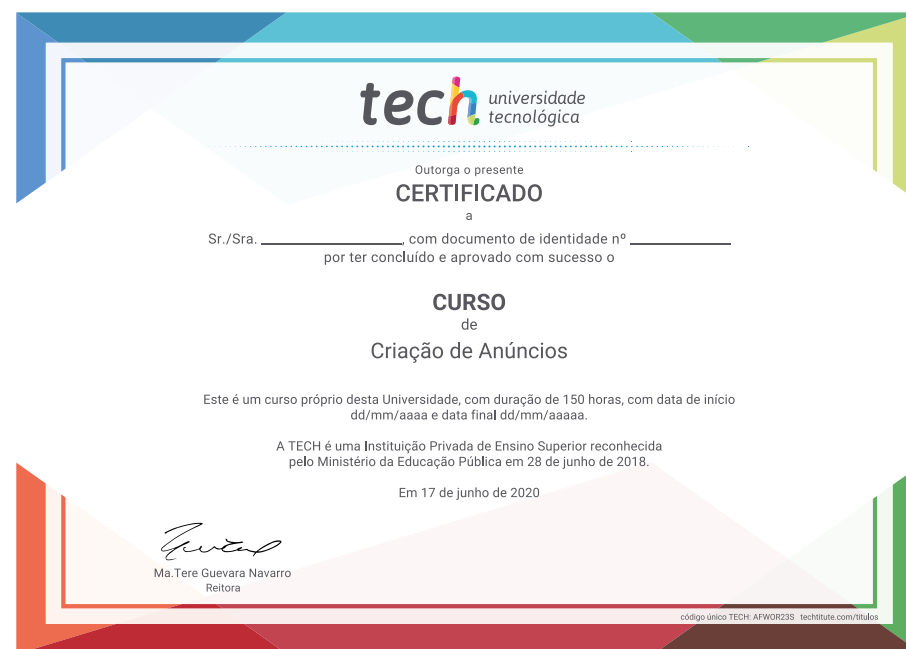 tech universidade
tecnológica
Outorga o presente
CERTIFICADO
a
Sr./Sra. ________________, com documento de identidade nº ____________
por ter concluído e aprovado com sucesso o
CURSO
de
Criação de Anúncios
Este é um curso próprio desta Universidade, com duração de 150 horas, com data de início
dd/mm/aaaa e data final dd/mm/aaaaa.
A TECH é uma Instituição Privada de Ensino Superior reconhecida
pelo Ministério da Educação Pública em 28 de junho de 2018.
Em 17 de junho de 2020
Ma.Tere Guevara Navarro
Reitora
código único TECH: AFWOR23S techtitute.com/titulos